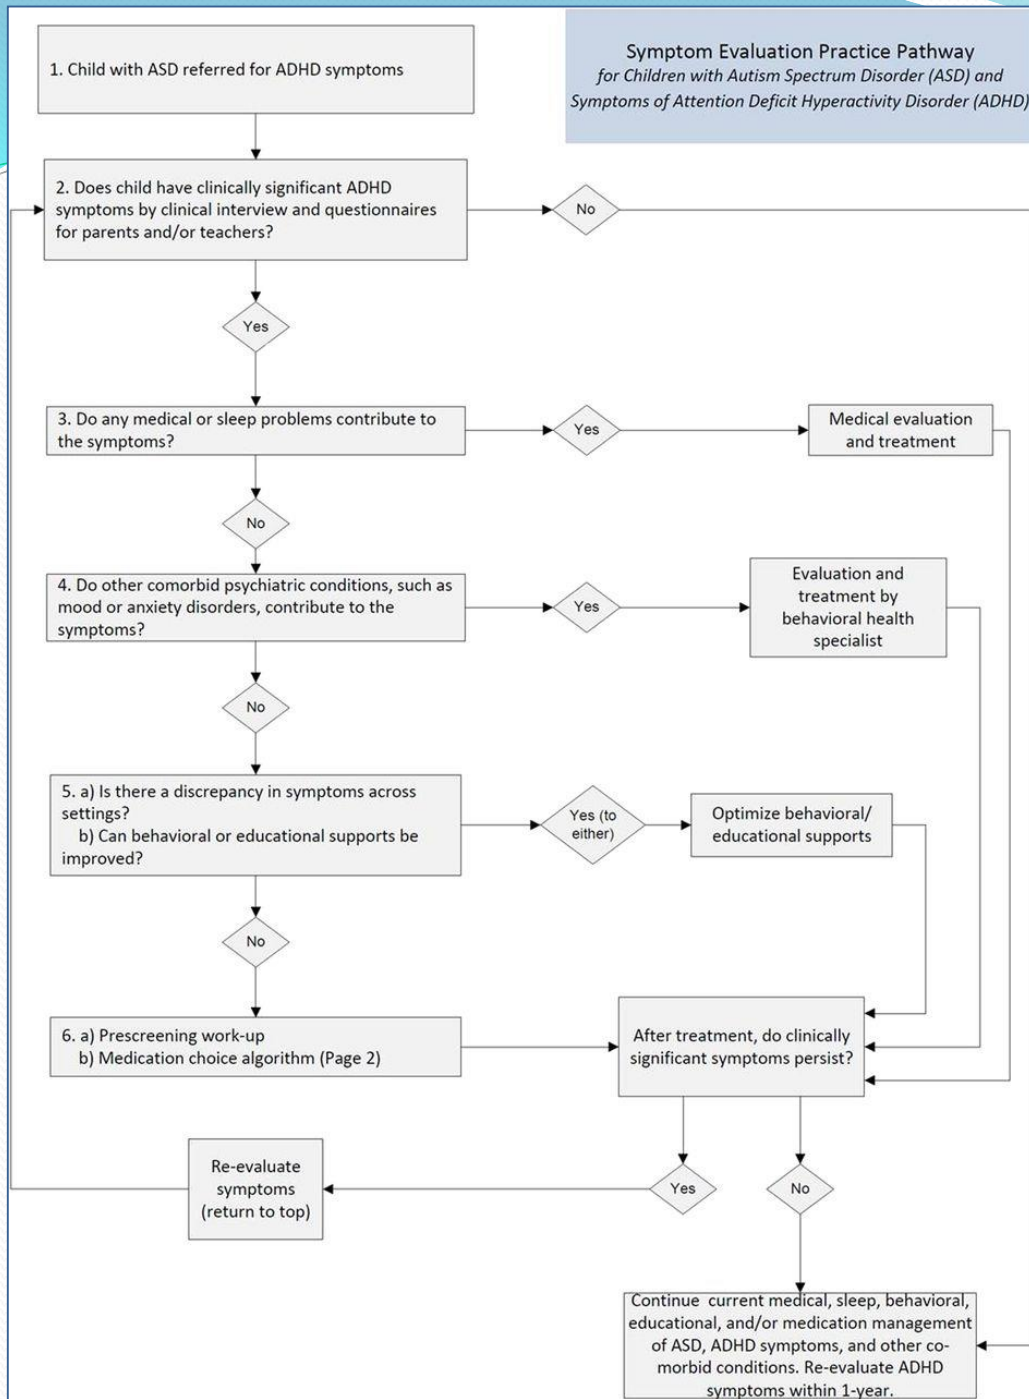 Symptom Evaluation Practice Pathway
for Children with Autism Spectrum Disorder (ASD) and
Symptoms of Attention Deficit Hyperactivity Disorder (ADHD)
1. Child with ASD referred for ADHD symptoms
2. Does child have clinically significant ADHD
symptoms by clinical interview and questionnaires
for parents and/or teachers?
No
Yes
3. Do any medical or sleep problems contribute to
the symptoms?
Yes
Medical evaluation
and treatment
No
4. Do other comorbid psychiatric conditions, such as
mood or anxiety disorders, contribute to the
symptoms?
Yes
Evaluation and
treatment by
behavioral health
specialist
No
5. a) Is there a discrepancy in symptoms across
settings?
b) Can behavioral or educational supports be
improved?
Yes (to
either)
Optimize behavioral/
educational supports
No
6. a) Prescreening work-up
b) Medication choice algorithm (Page 2)
After treatment, do clinically
significant symptoms persist?
Re-evaluate
symptoms
(return to top)
Yes
No
Continue current medical, sleep, behavioral,
educational, and/or medication management
of ASD, ADHD symptoms, and other co-
morbid conditions. Re-evaluate ADHD
symptoms within 1-year.